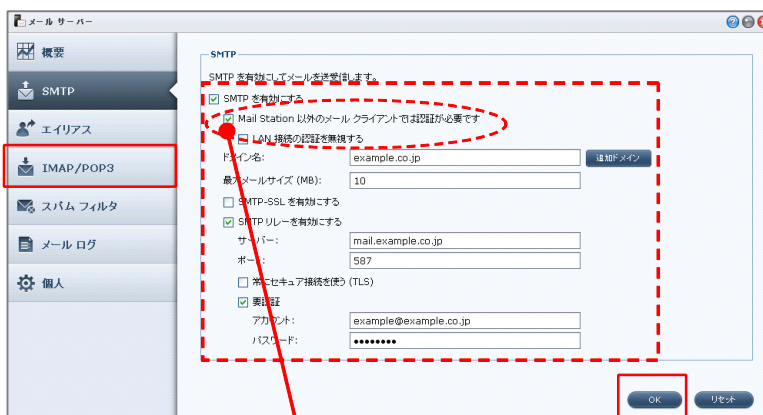 メール サーバー
概要
SMTP
エイリアス
IMAP/POP3
スパム フィルタ
メール ログ
個人
SMTP
SMTP を有効にしてメールを送受信します。
SMTP を有効にする
Mail Station 以外のメール クライアントでは認証が必要です
LAN 接続の認証を無視する
ドメイン名: example.co.jp 追加ドメイン
最大メールサイズ (MB): 10
SMTP-SSL を有効にする
SMTP リレーを有効にする
サーバー: mail.example.co.jp
ポート: 587
常にセキュア接続を使う (TLS)
要認証
アカウント: example@example.co.jp
パスワード: ●●●●●●●●
OK リセット